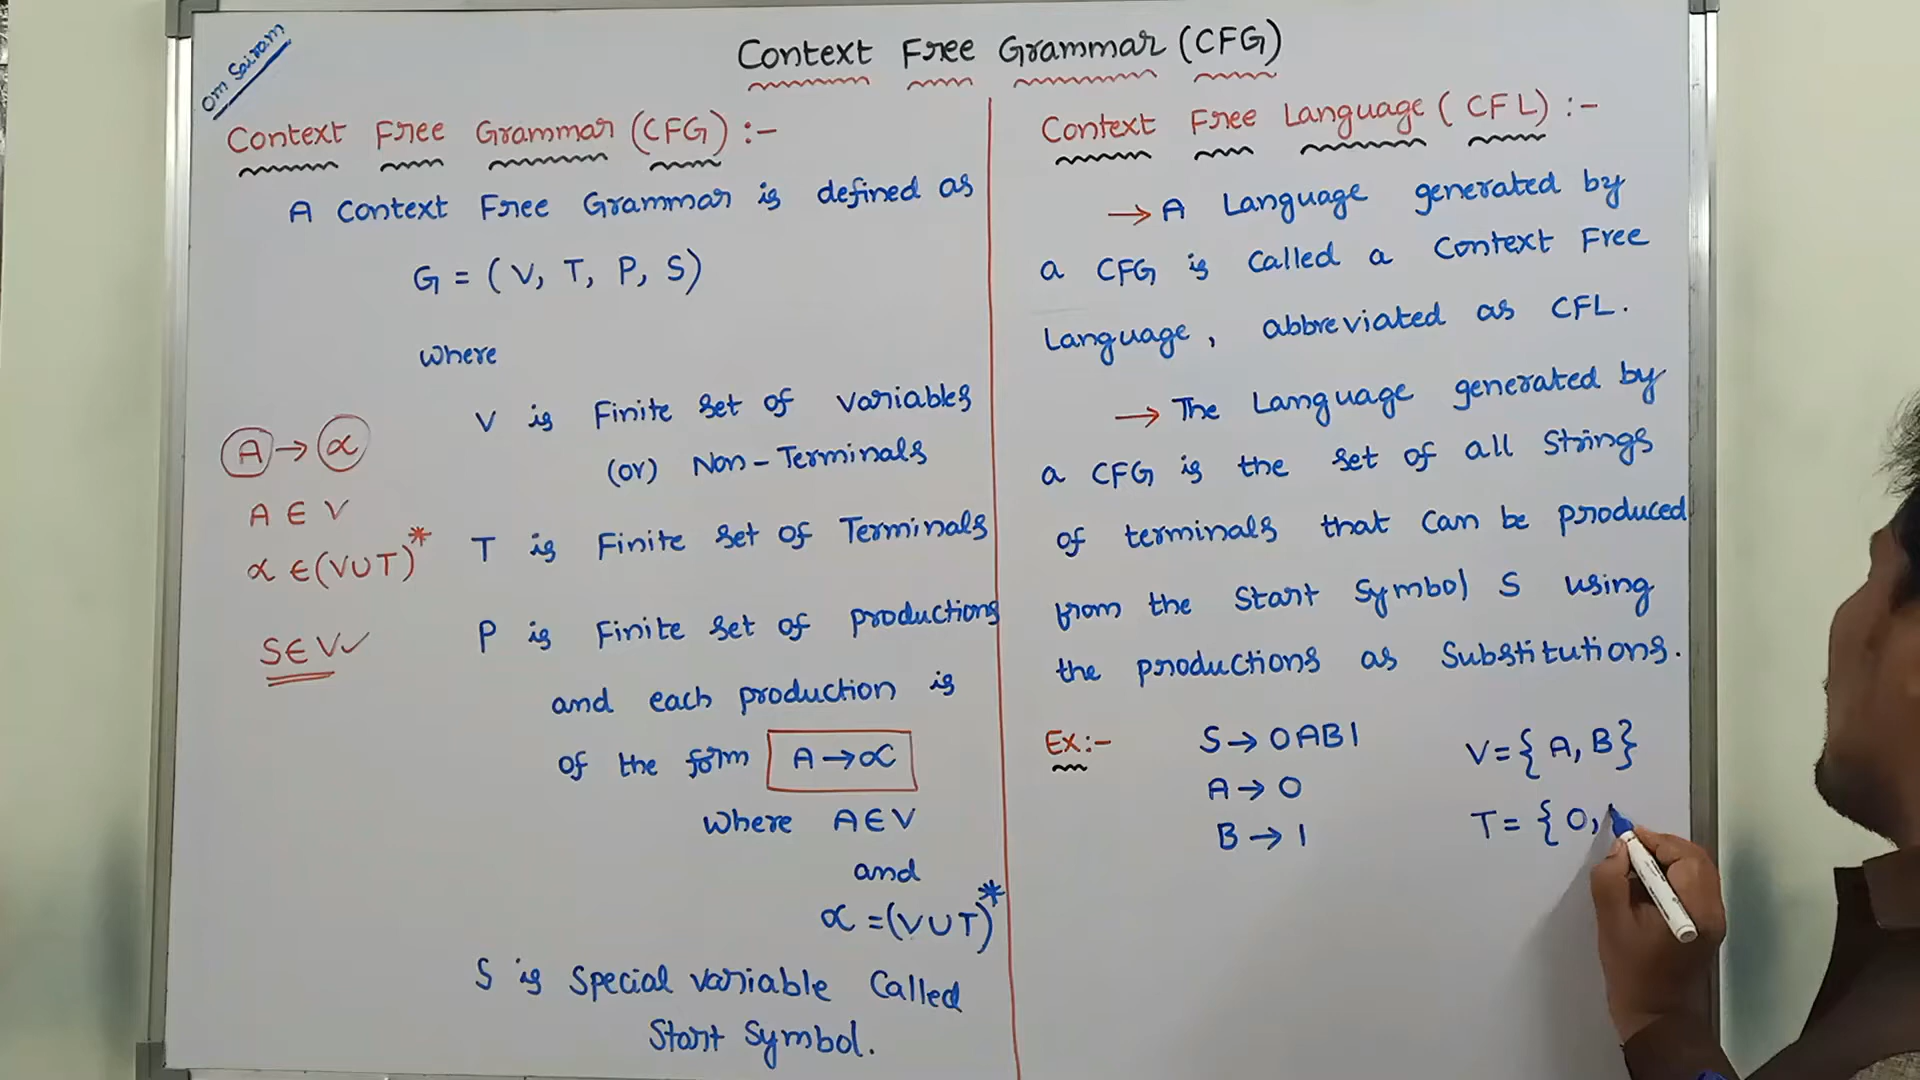 Om Sairam
Context Free Grammar (CFG)
Context Free Grammar (CFG) :-
A Context Free Grammar is defined as
G = (V, T, P, S)
where
V is Finite set of variables
(or) Non-Terminals
T is Finite set of Terminals
P is Finite set of productions
and each production is
of the form A→α
where A∈V
and
α =(V∪T)*
S is Special variable Called
Start Symbol.
A → α
A ∈ V
α ∈(V∪T)*
S∈V✓
Context Free Language ( CFL) :-
→ A Language generated by
a CFG is called a Context Free
Language, abbreviated as CFL.
→ The Language generated by
a CFG is the set of all Strings
of terminals that can be produced
from the Start Symbol S using
the productions as Substitutions.
Ex:-
S→0AB1
A→0
B→1
V={ A, B}
T= { 0,